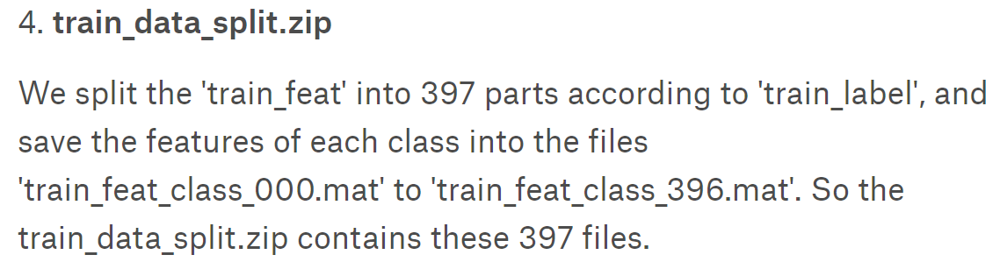 4. train_data_split.zip
We split the 'train_feat' into 397 parts according to 'train_label', and
save the features of each class into the files
'train_feat_class_000.mat' to 'train_feat_class_396.mat'. So the
train_data_split.zip contains these 397 files.